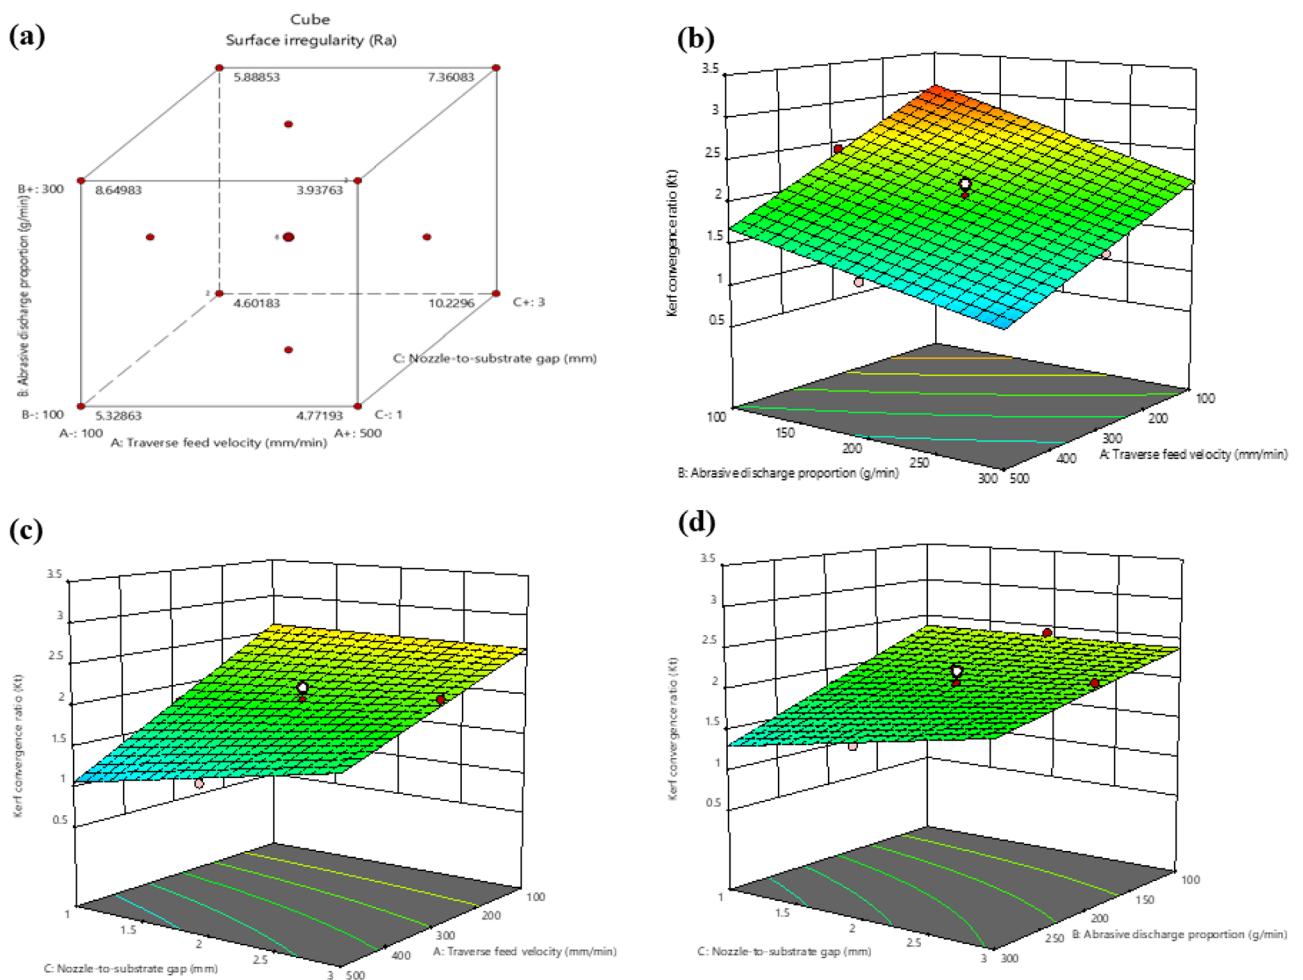 (a)
Cube
Surface irregularity (Ra)
5.88853
7.36083
B+: 300
8.64983
3.93763
2
6
2
4.60183
10.2296
C+: 3
B: Abrasive discharge proportion (g/min)
C: Nozzle-to-substrate gap (mm)
B-: 100
5.32863
4.77193
C-: 1
A-: 100
A+: 500
A: Traverse feed velocity (mm/min)
(b)
3.5
3
2.5
2
1.5
1
0.5
Kerf convergence ratio (Kt)
100
150
200
250
300
500
400
300
200
100
B: Abrasive discharge proportion (g/min)
A: Traverse feed velocity (mm/min)
(c)
3.5
3
2.5
2
1.5
1
0.5
Kerf convergence ratio (Kt)
1
1.5
2
2.5
3
500
400
300
200
100
C: Nozzle-to-substrate gap (mm)
A: Traverse feed velocity (mm/min)
(d)
3.5
3
2.5
2
1.5
1
0.5
Kerf convergence ratio (Kt)
1
1.5
2
2.5
3
300
250
200
150
100
C: Nozzle-to-substrate gap (mm)
B: Abrasive discharge proportion (g/min)